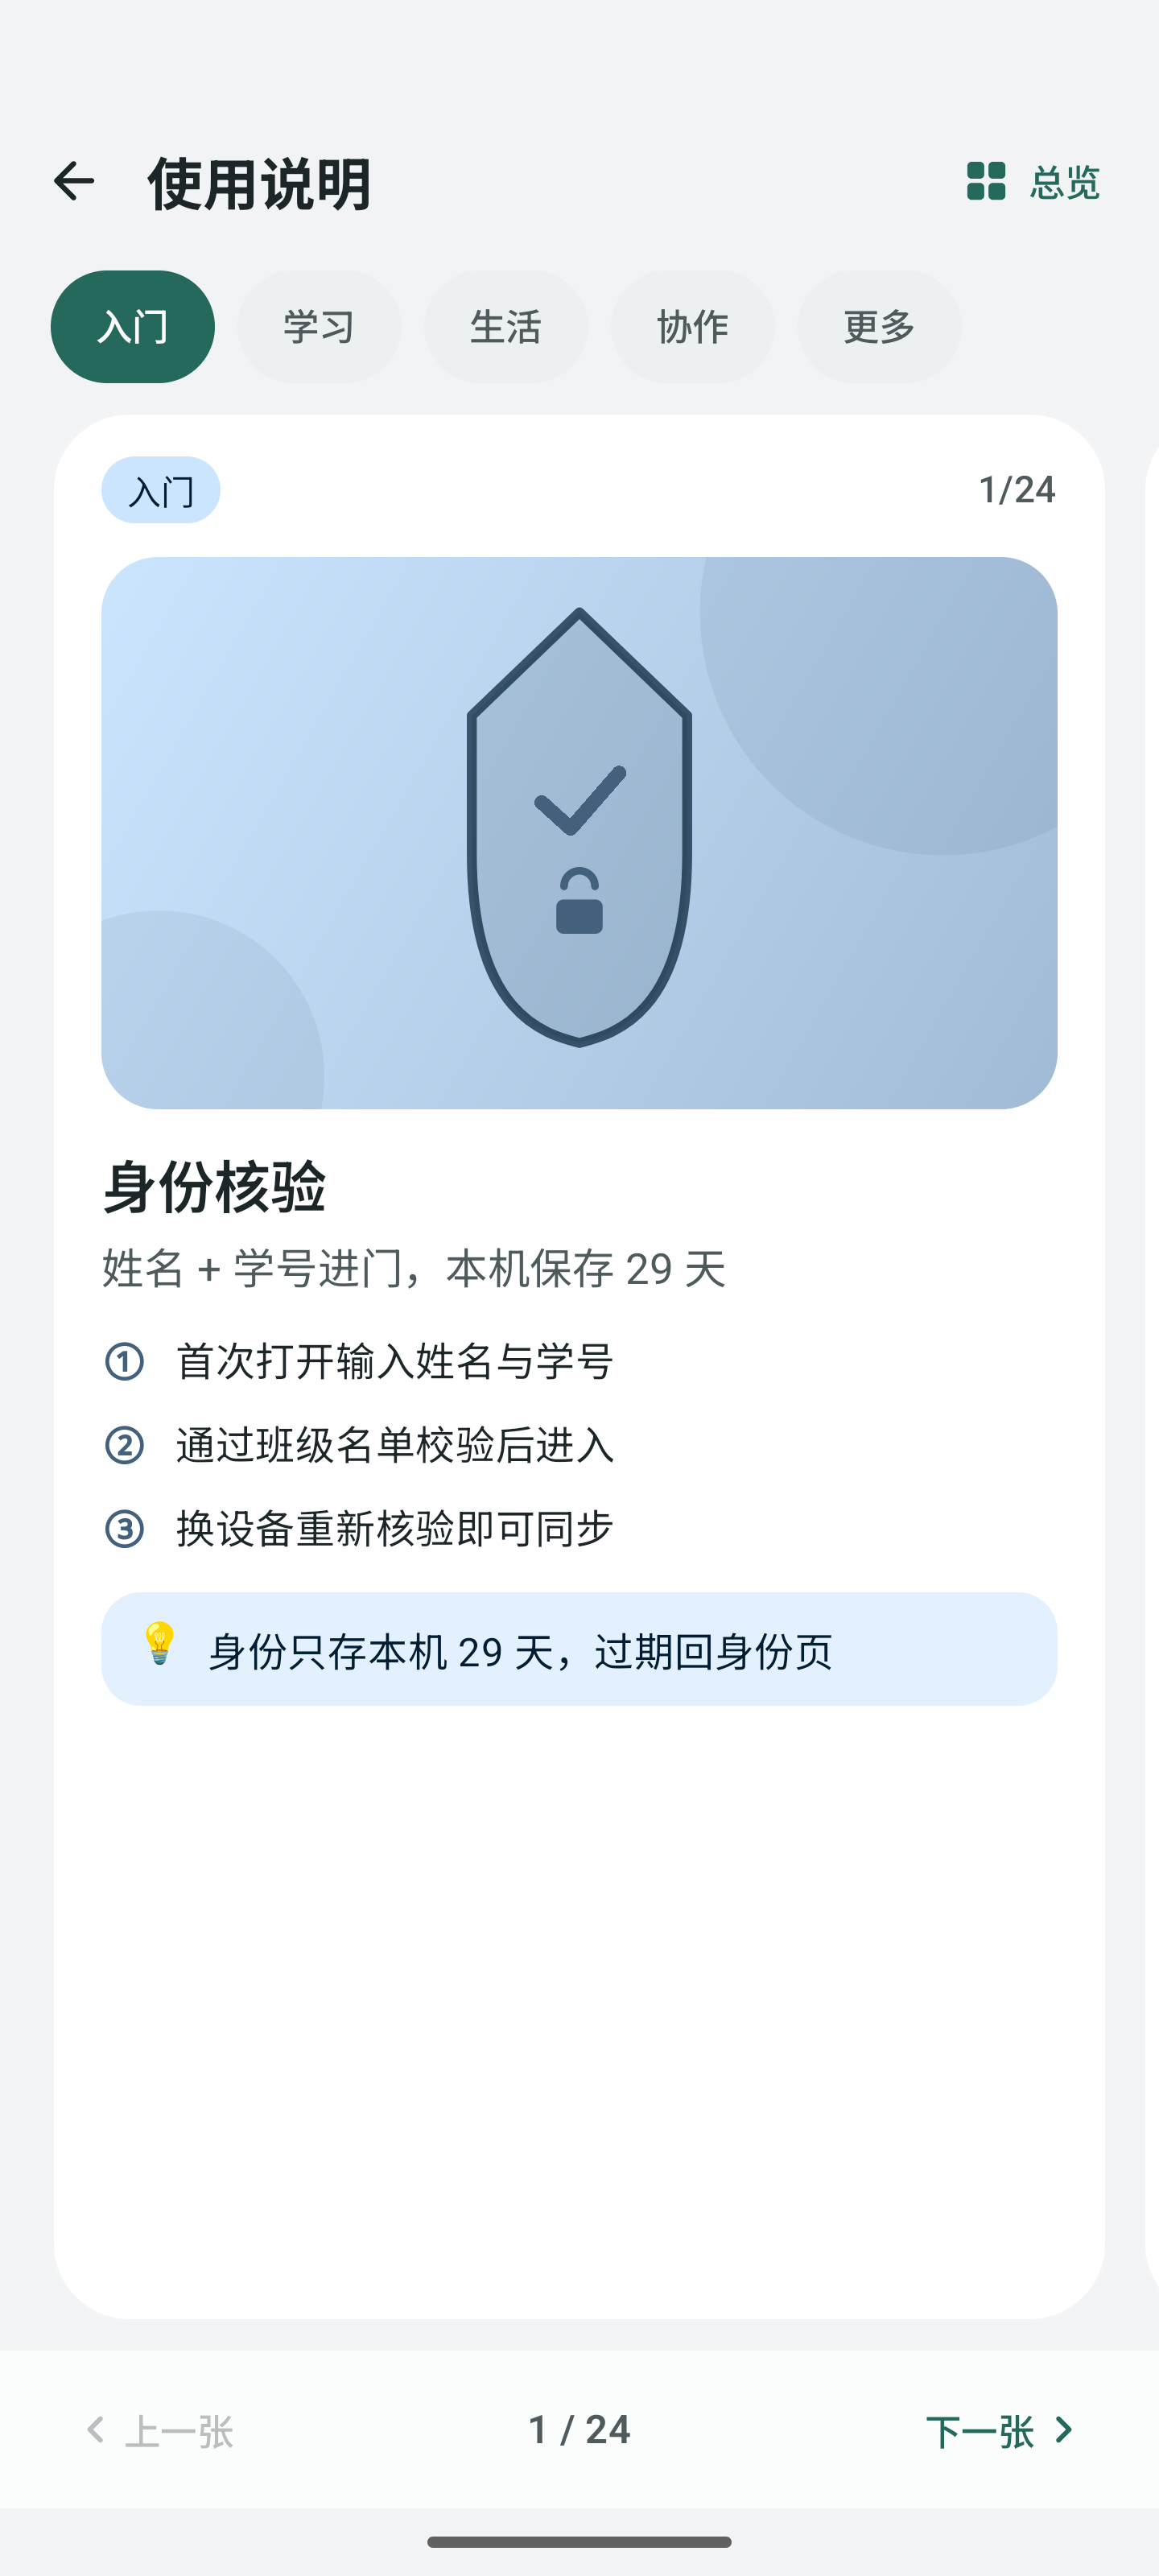 使用说明
总览
入门
学习
生活
协作
更多
入门
1/24
身份核验
姓名 + 学号进门，本机保存 29 天
① 首次打开输入姓名与学号
② 通过班级名单校验后进入
③ 换设备重新核验即可同步
💡 身份只存本机 29 天，过期回身份页
上一张
1 / 24
下一张